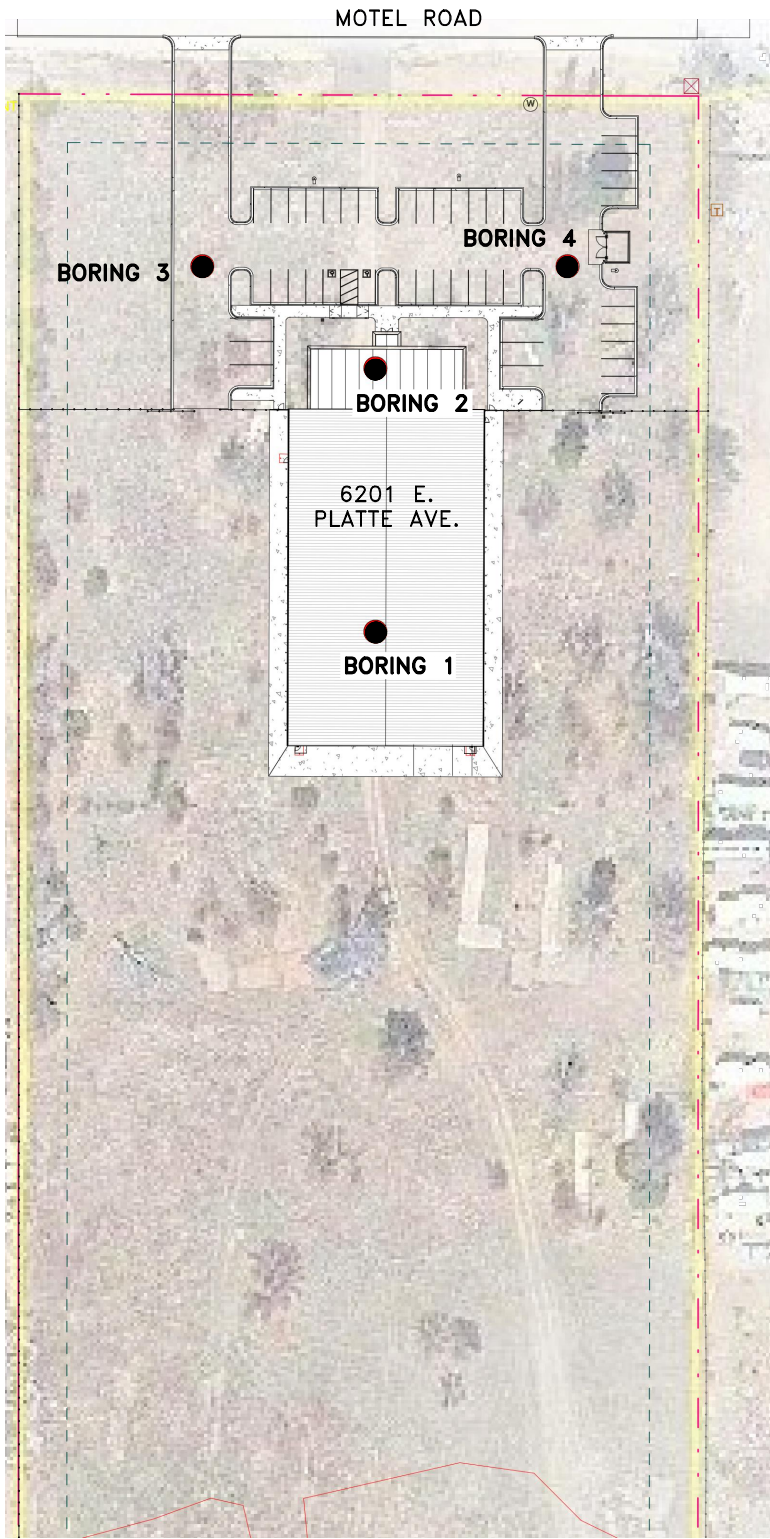 MOTEL ROAD
W
BORING 4
T
BORING 3
BORING 2
6201 E.
PLATTE AVE.
BORING 1